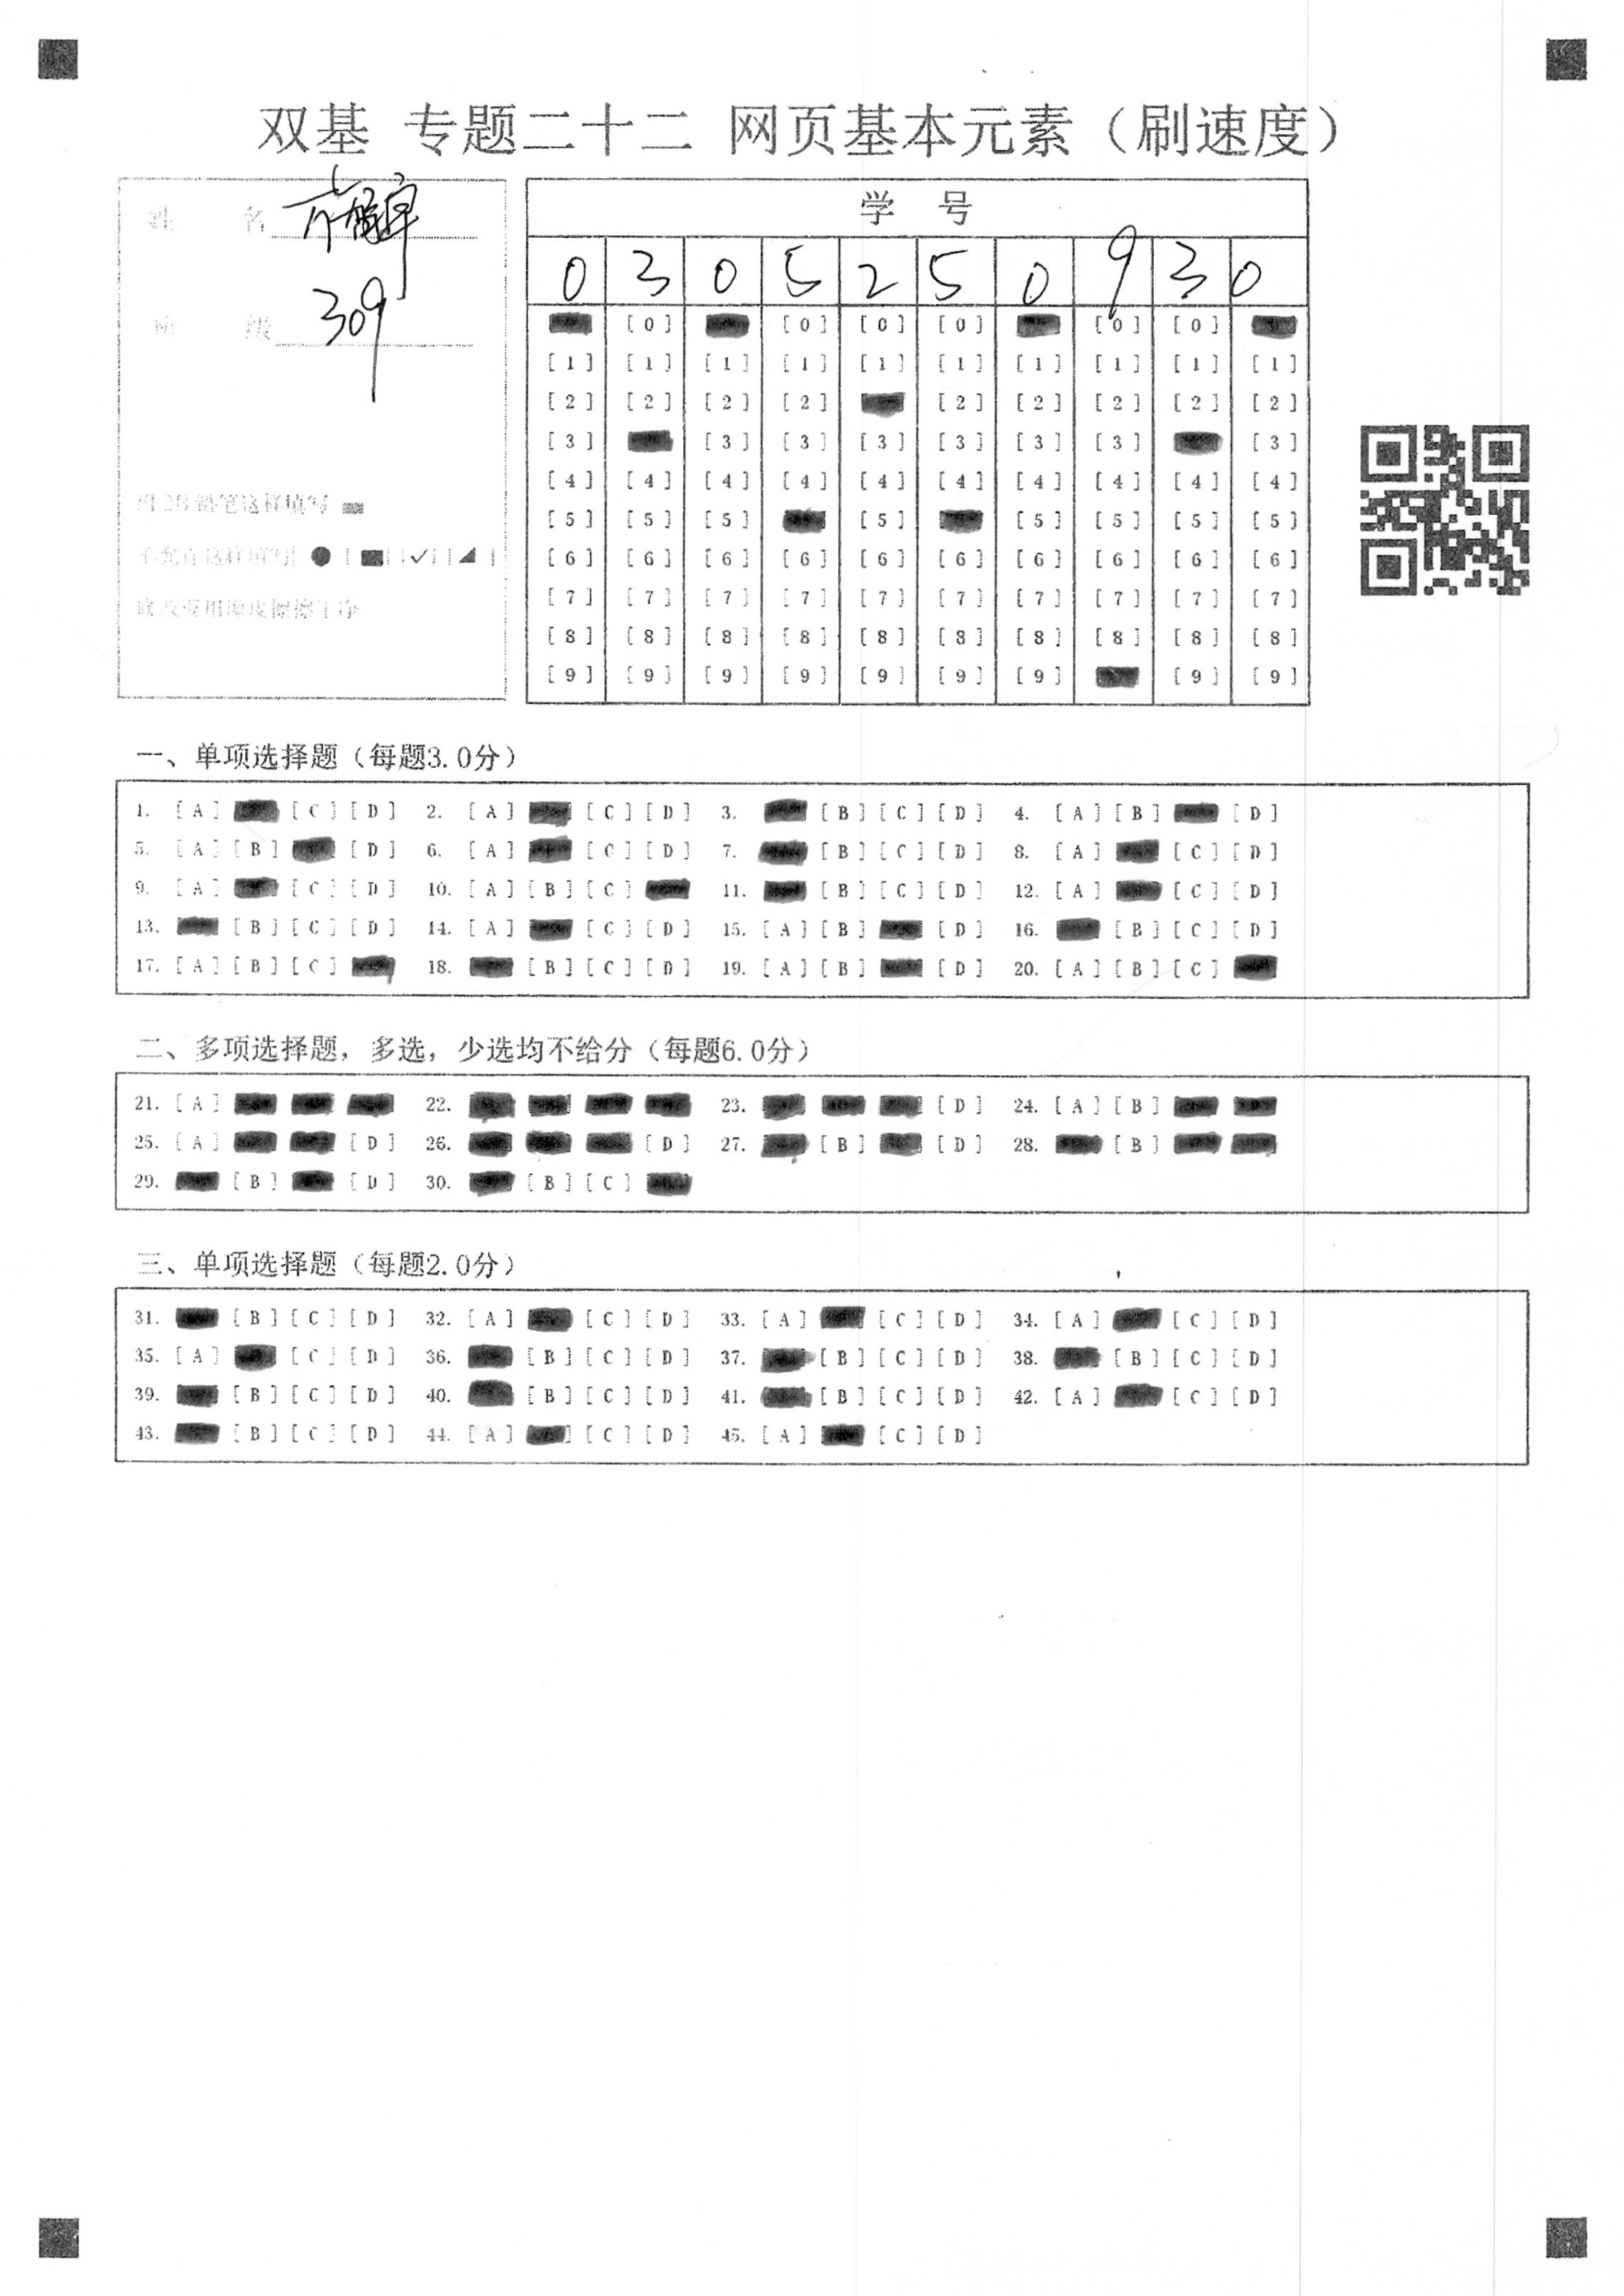 双基 专题二十二 网页基本元素（刷速度）
姓 名
班 级 309
用2B铅笔这样填写
不允许这样填写
修改要用橡皮擦擦干净
学 号
0 3 0 5 2 5 0 9 3 0
[0] [0] [0] [0] [0] [0]
[1] [1] [1] [1] [1] [1] [1] [1] [1] [1]
[2] [2] [2] [2] [2] [2] [2] [2] [2]
[3] [3] [3] [3] [3] [3] [3] [3]
[4] [4] [4] [4] [4] [4] [4] [4] [4] [4]
[5] [5] [5] [5] [5] [5] [5] [5]
[6] [6] [6] [6] [6] [6] [6] [6] [6] [6]
[7] [7] [7] [7] [7] [7] [7] [7] [7] [7]
[8] [8] [8] [8] [8] [8] [8] [8] [8] [8]
[9] [9] [9] [9] [9] [9] [9] [9] [9]
一、单项选择题（每题3.0分）
1. [A] [C] [D] 2. [A] [C] [D] 3. [B] [C] [D] 4. [A] [B] [D]
5. [A] [B] [D] 6. [A] [C] [D] 7. [B] [C] [D] 8. [A] [C] [D]
9. [A] [C] [D] 10. [A] [B] [C] 11. [B] [C] [D] 12. [A] [C] [D]
13. [B] [C] [D] 14. [A] [C] [D] 15. [A] [B] [D] 16. [B] [C] [D]
17. [A] [B] [C] 18. [B] [C] [D] 19. [A] [B] [D] 20. [A] [B] [C]
二、多项选择题，多选，少选均不给分（每题6.0分）
21. [A] 22. 23. [D] 24. [A] [B]
25. [A] [D] 26. [D] 27. [B] [D] 28. [B]
29. [B] [D] 30. [B] [C]
三、单项选择题（每题2.0分）
31. [B] [C] [D] 32. [A] [C] [D] 33. [A] [C] [D] 34. [A] [C] [D]
35. [A] [C] [D] 36. [B] [C] [D] 37. [B] [C] [D] 38. [B] [C] [D]
39. [B] [C] [D] 40. [B] [C] [D] 41. [B] [C] [D] 42. [A] [C] [D]
43. [B] [C] [D] 44. [A] [C] [D] 45. [A] [C] [D]